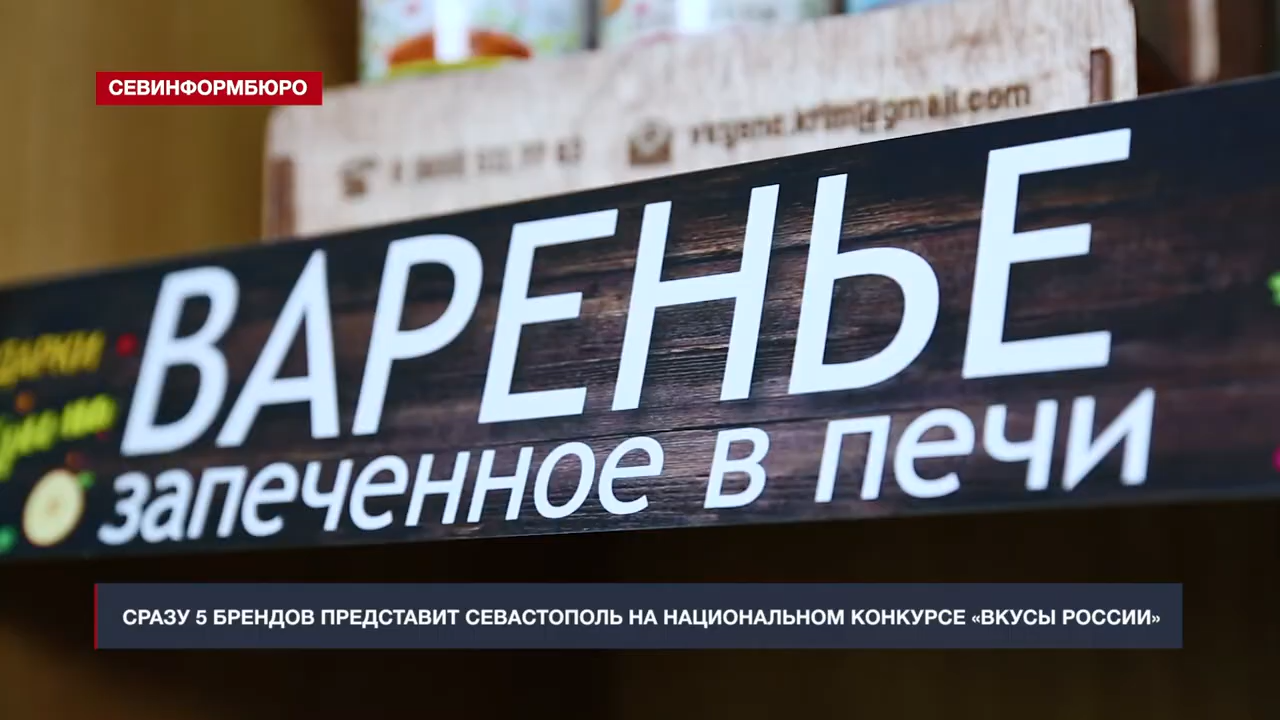 СЕВИНФОРМБЮРО
ВАРЕНЬЕ
запеченное в печи
СРАЗУ 5 БРЕНДОВ ПРЕДСТАВИТ СЕВАСТОПОЛЬ НА НАЦИОНАЛЬНОМ КОНКУРСЕ «ВКУСЫ РОССИИ»